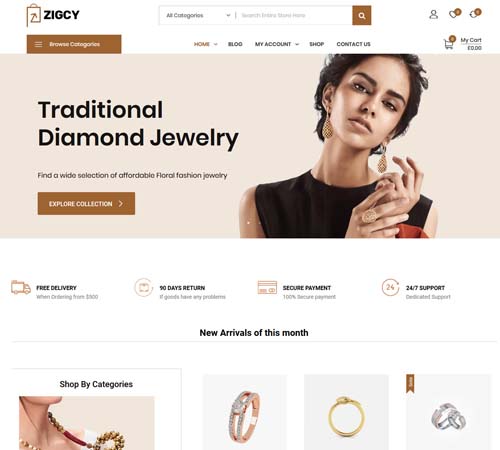 ZIGCY
All Categories
Search Entire Store Here
0
0
Browse Categories
HOME
BLOG
MY ACCOUNT
SHOP
CONTACT US
0
My Cart
£0.00
Traditional
Diamond Jewelry
Find a wide selection of affordable Floral fashion jewelry
EXPLORE COLLECTION
FREE DELIVERY
When Ordering from $500
90 DAYS RETURN
If goods have any problems
SECURE PAYMENT
100% Secure payment
24
24/7 SUPPORT
Dedicated Support
New Arrivals of this month
Shop By Categories